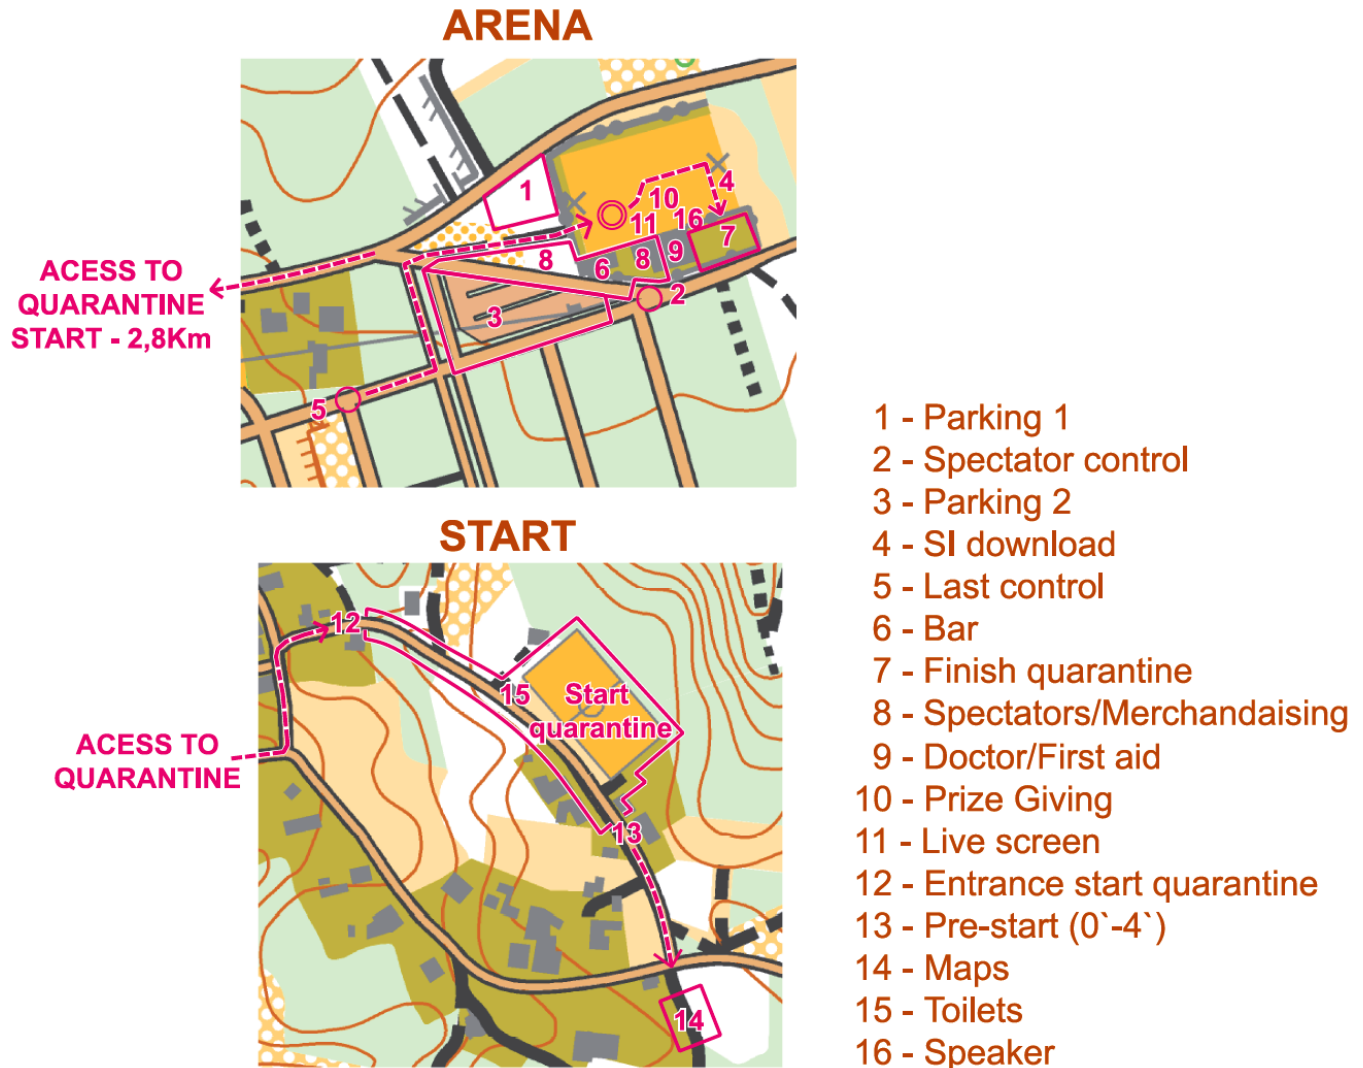 ARENA
1
10
4
11
16
7
8
6
8
9
2
3
5
ACESS TO
QUARANTINE
START - 2,8Km
START
12
15
Start
quarantine
13
14
ACESS TO
QUARANTINE
1 - Parking 1
2 - Spectator control
3 - Parking 2
4 - SI download
5 - Last control
6 - Bar
7 - Finish quarantine
8 - Spectators/Merchandaising
9 - Doctor/First aid
10 - Prize Giving
11 - Live screen
12 - Entrance start quarantine
13 - Pre-start (0`-4`)
14 - Maps
15 - Toilets
16 - Speaker